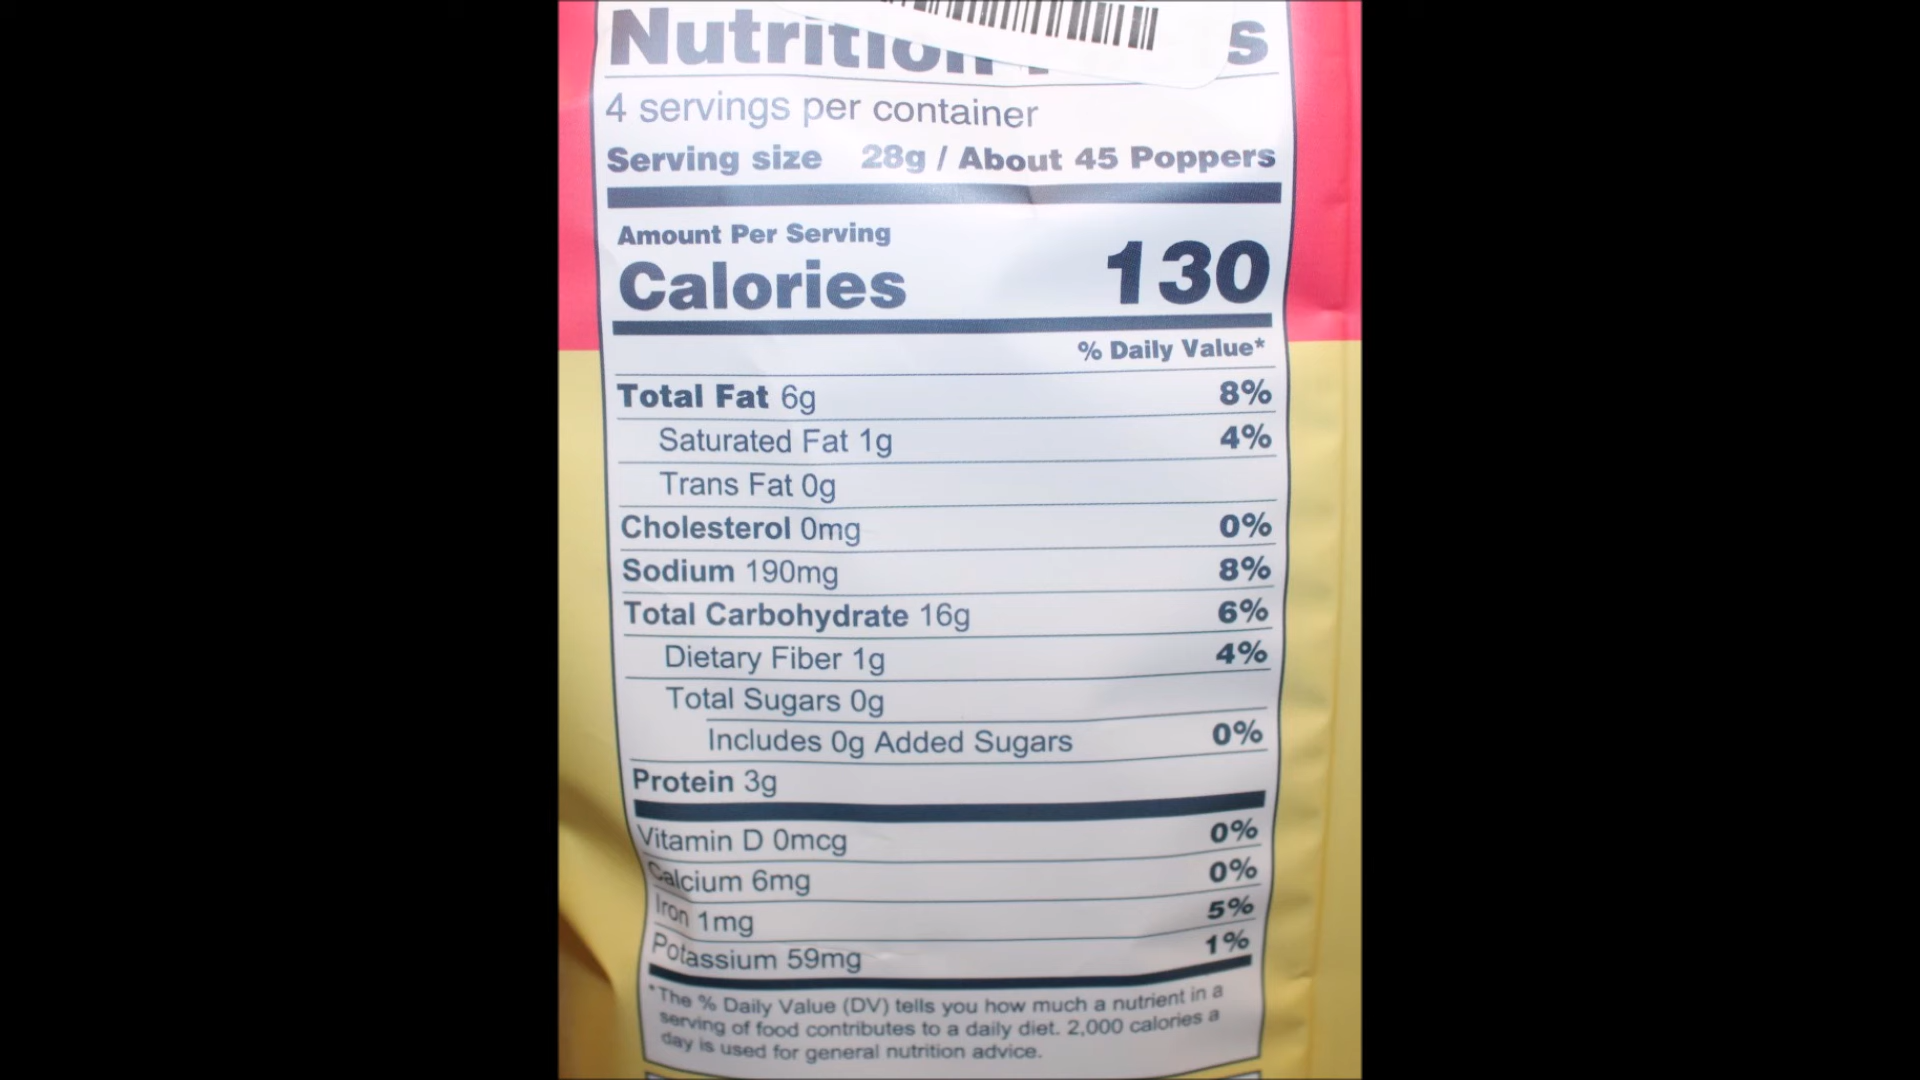 Nutrition
4 servings per container
Serving size 28g / About 45 Poppers
Amount Per Serving
Calories 130
% Daily Value*
Total Fat 6g 8%
Saturated Fat 1g 4%
Trans Fat 0g
Cholesterol 0mg 0%
Sodium 190mg 8%
Total Carbohydrate 16g 6%
Dietary Fiber 1g 4%
Total Sugars 0g
Includes 0g Added Sugars 0%
Protein 3g
Vitamin D 0mcg 0%
Calcium 6mg 0%
Iron 1mg 5%
Potassium 59mg 1%
*The % Daily Value (DV) tells you how much a nutrient in a
serving of food contributes to a daily diet. 2,000 calories a
day is used for general nutrition advice.